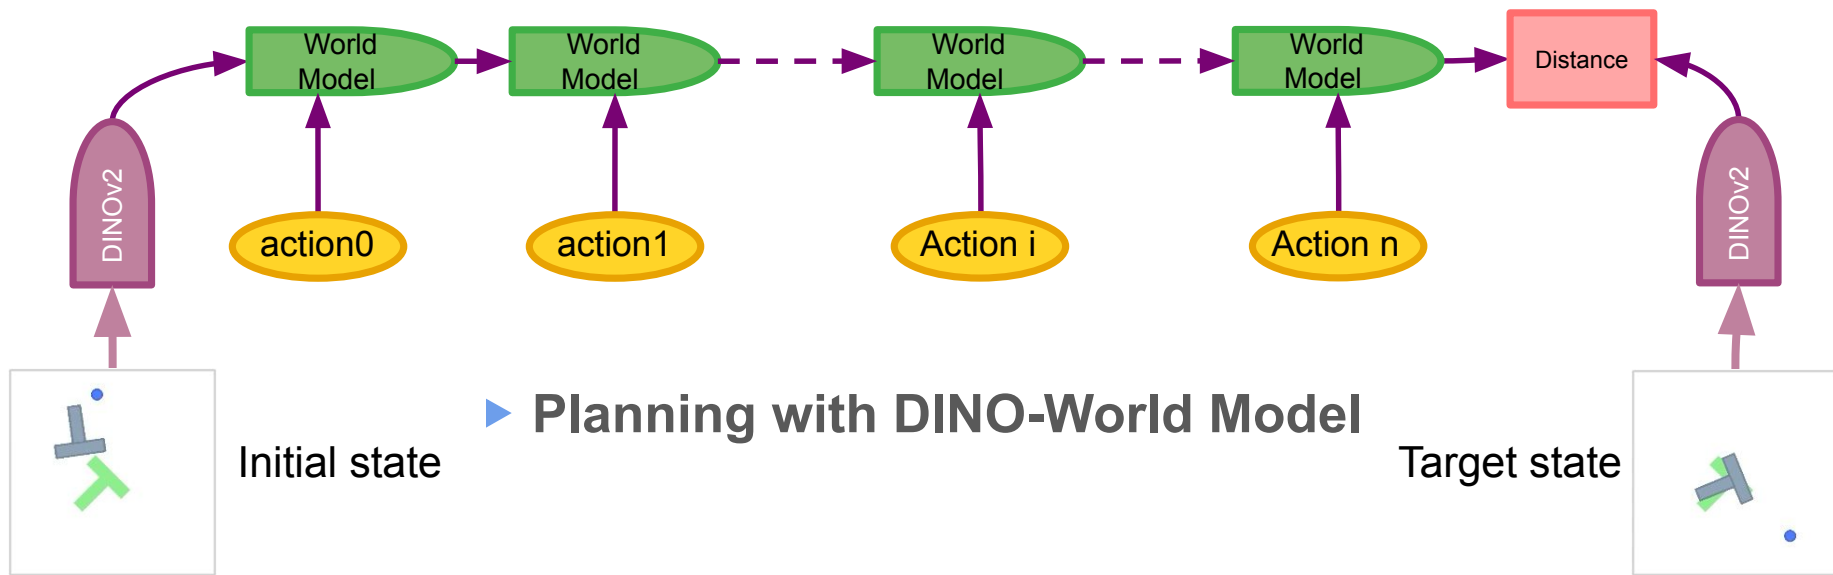 World
Model
World
Model
World
Model
World
Model
Distance
DINOv2
DINOv2
action0
action1
Action i
Action n
Planning with DINO-World Model
Initial state
Target state